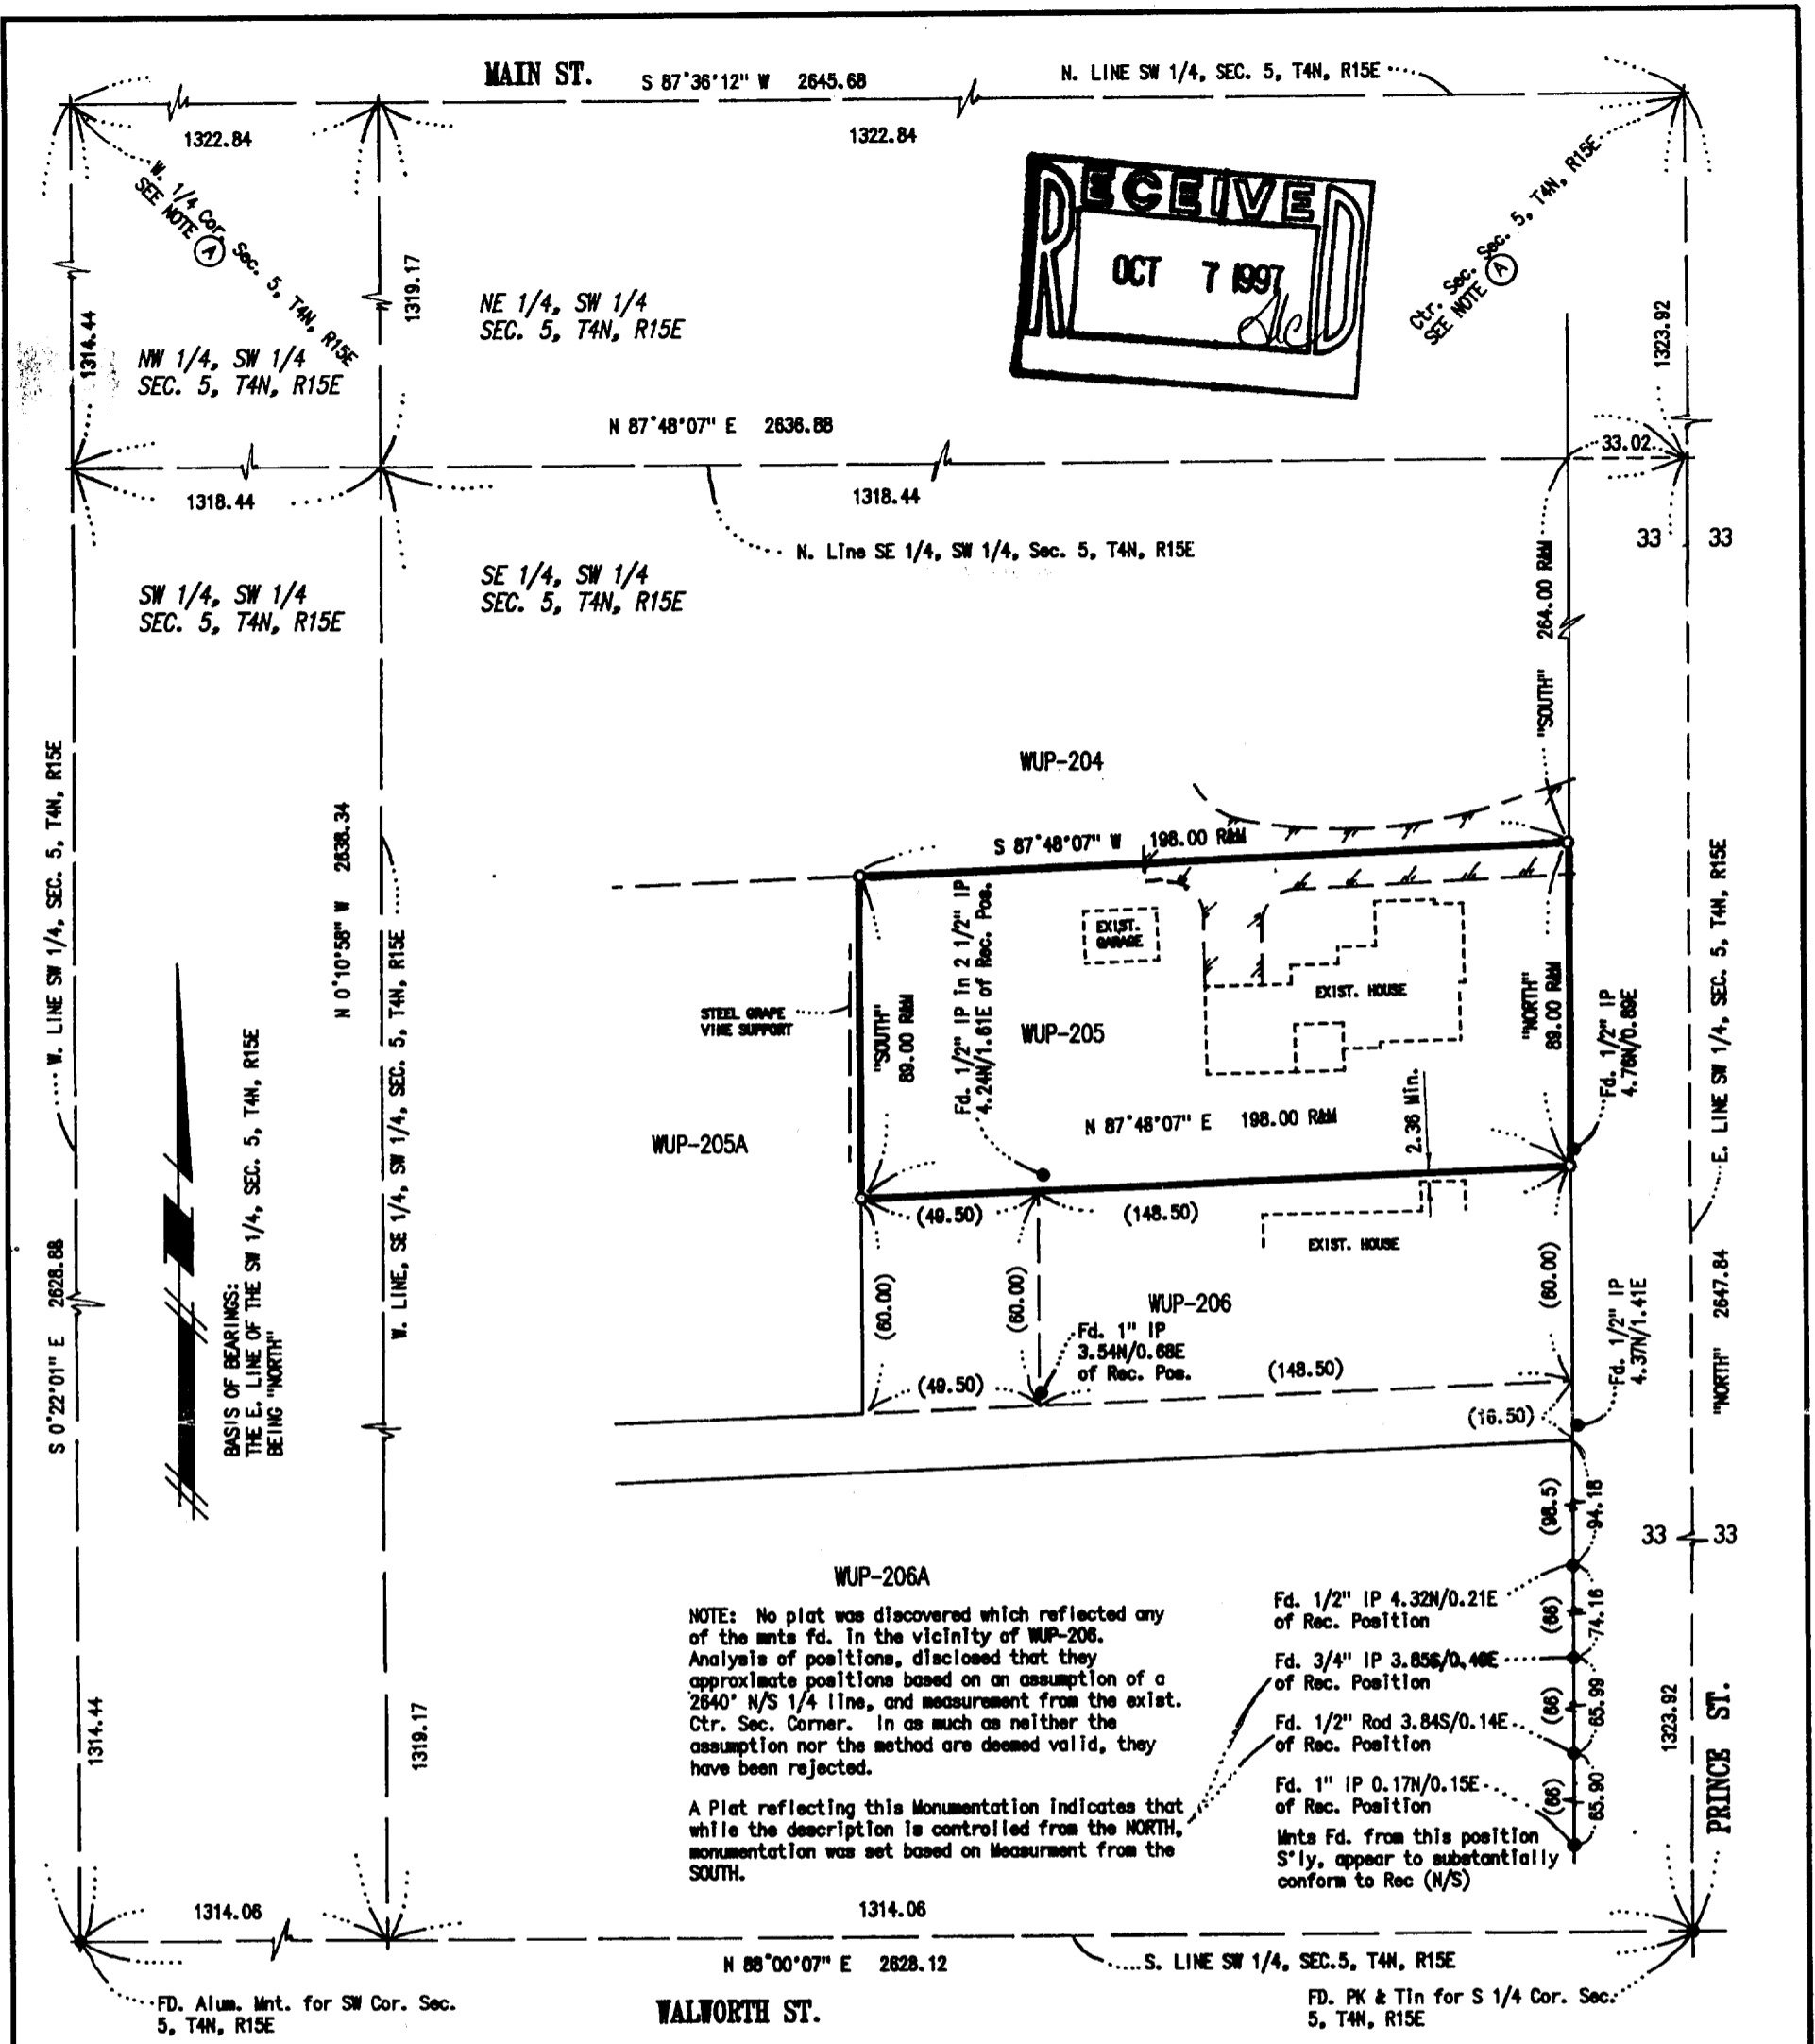 MAIN ST. S 87°36'12" W 2645.68
N. LINE SW 1/4, SEC. 5, T4N, R15E
1322.84
1322.84
W. 1/4 Cor. Sec. 5, T4N, R15E
SEE NOTE A
RECEIVED
OCT 7 1997
Ctr. Sec. Sec. 5, T4N, R15E
SEE NOTE A
1314.44
1319.17
1323.92
NE 1/4, SW 1/4
SEC. 5, T4N, R15E
NW 1/4, SW 1/4
SEC. 5, T4N, R15E
N 87°48'07" E 2636.88
33.02
1318.44
1318.44
N. Line SE 1/4, SW 1/4, Sec. 5, T4N, R15E
33 33
SW 1/4, SW 1/4
SEC. 5, T4N, R15E
SE 1/4, SW 1/4
SEC. 5, T4N, R15E
"SOUTH" 264.00 R&M
W. LINE SW 1/4, SEC. 5, T4N, R15E
S 0°22'01" E 2628.88
N 0°10'58" W 2638.34
W. LINE, SE 1/4, SW 1/4, SEC. 5, T4N, R15E
BASIS OF BEARINGS:
THE E. LINE OF THE SW 1/4, SEC. 5, T4N, R15E
BEING "NORTH"
WUP-204
S 87°48'07" W 198.00 R&M
EXIST.
GARAGE
EXIST. HOUSE
STEEL GRAPE
VINE SUPPORT
"SOUTH"
89.00 R&M
Fd. 1/2" IP in 2 1/2" IP
4.24N/1.61E of Rec. Pos.
WUP-205
"NORTH"
89.00 R&M
Fd. 1/2" IP
4.76N/0.89E
E. LINE SW 1/4, SEC. 5, T4N, R15E
"NORTH" 2647.84
N 87°48'07" E 198.00 R&M
2.36 Min.
WUP-205A
(49.50)
(148.50)
EXIST. HOUSE
(60.00)
(60.00)
(60.00)
WUP-206
Fd. 1" IP
3.54N/0.68E
of Rec. Pos.
(49.50)
(148.50)
Fd. 1/2" IP
4.37N/1.41E
(16.50)
(98.5)
94.18
33 33
WUP-206A
NOTE: No plat was discovered which reflected any
of the mnts fd. in the vicinity of WUP-206.
Analysis of positions, disclosed that they
approximate positions based on an assumption of a
2640' N/S 1/4 line, and measurement from the exist.
Ctr. Sec. Corner. In as much as neither the
assumption nor the method are deemed valid, they
have been rejected.
A Plat reflecting this Monumentation indicates that
while the description is controlled from the NORTH,
monumentation was set based on Measurment from the
SOUTH.
Fd. 1/2" IP 4.32N/0.21E
of Rec. Position
(66)
74.16
Fd. 3/4" IP 3.85S/0.46E
of Rec. Position
(66)
65.99
Fd. 1/2" Rod 3.84S/0.14E
of Rec. Position
(66)
65.90
Fd. 1" IP 0.17N/0.15E
of Rec. Position
Mnts Fd. from this position
S'ly, appear to substantially
conform to Rec (N/S)
1314.44
1319.17
1323.92
PRINCE ST.
1314.06
1314.06
N 88°00'07" E 2628.12
S. LINE SW 1/4, SEC.5, T4N, R15E
FD. Alum. Mnt. for SW Cor. Sec.
5, T4N, R15E
WALWORTH ST.
FD. PK & Tin for S 1/4 Cor. Sec.
5, T4N, R15E